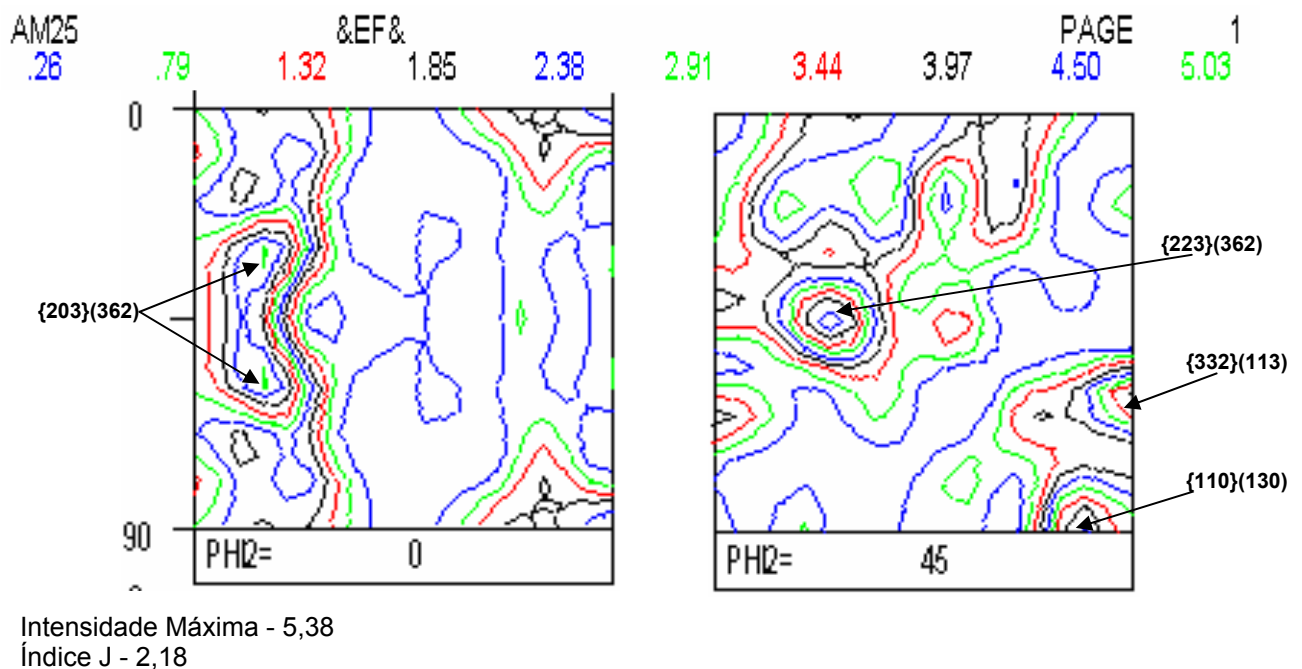 AM25 &EF& PAGE 1
.26 .79 1.32 1.85 2.38 2.91 3.44 3.97 4.50 5.03
0
{223}(362)
{203}(362)
{332}(113)
{110}(130)
90
PHI2= 0
PHI2= 45
Intensidade Máxima - 5,38
Índice J - 2,18